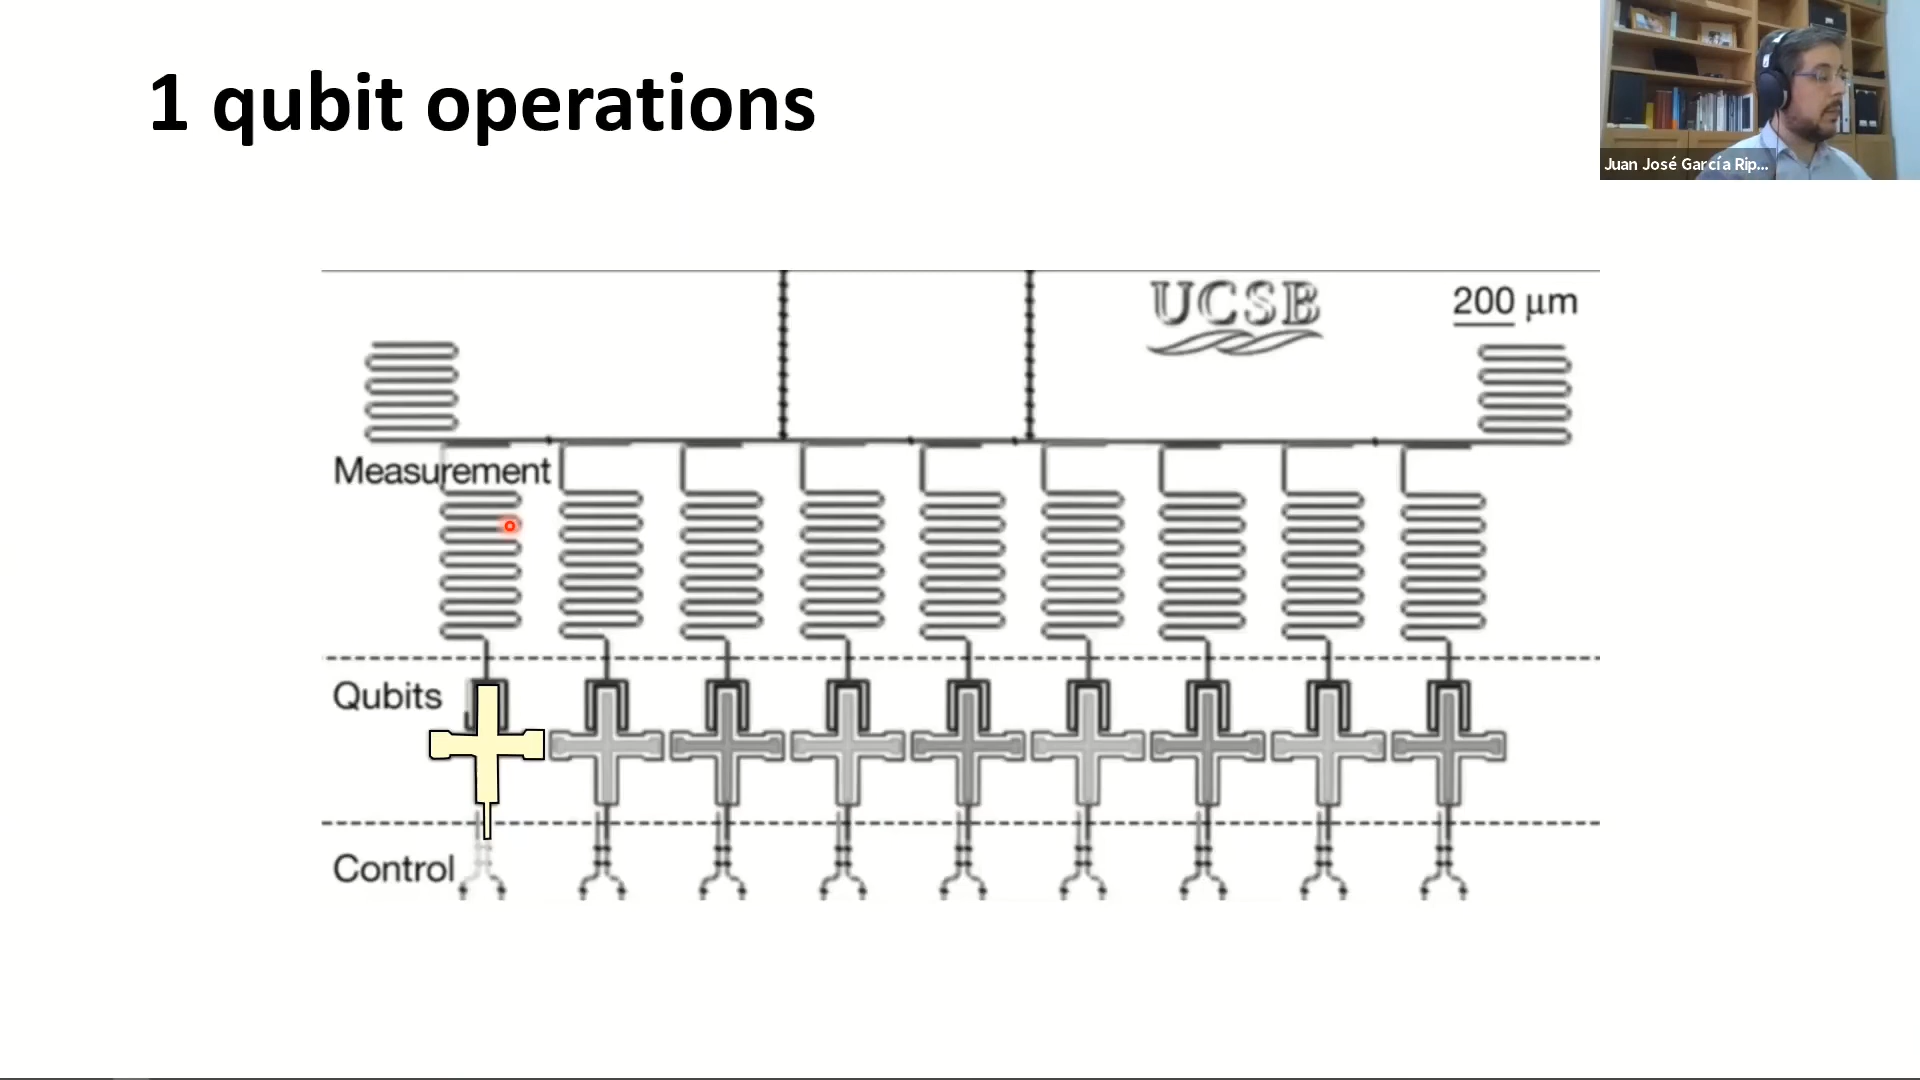 1 qubit operations
Juan José García Rip...
UCSB
200 µm
Measurement
Qubits
Control